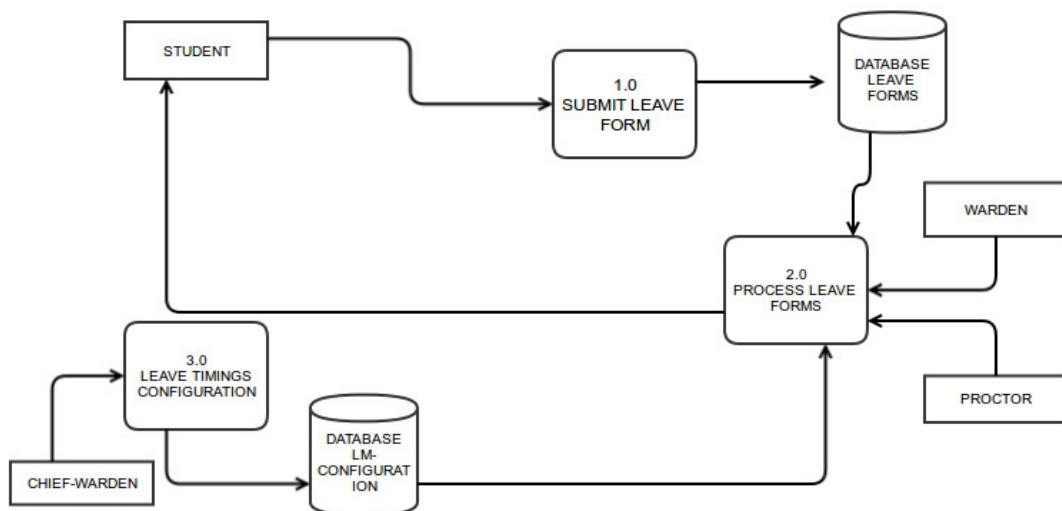 STUDENT
1.0
SUBMIT LEAVE
FORM
DATABASE
LEAVE
FORMS
WARDEN
2.0
PROCESS LEAVE
FORMS
3.0
LEAVE TIMINGS
CONFIGURATION
PROCTOR
DATABASE
LM-
CONFIGURAT
ION
CHIEF-WARDEN